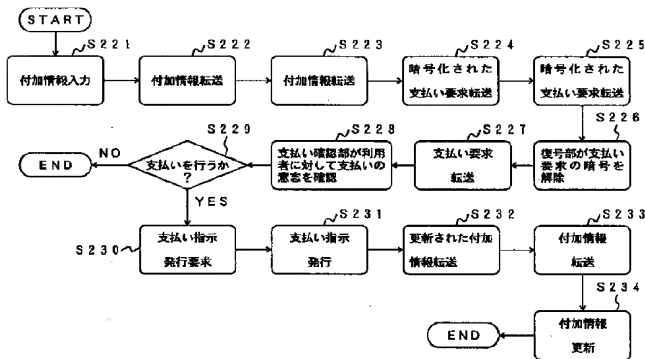 START
S221
付加情報入力
S222
付加情報転送
S223
付加情報転送
S224
暗号化された
支払い要求転送
S225
暗号化された
支払い要求転送
S226
復号部が支払い
要求の暗号を
解除
S227
支払い要求
転送
S228
支払い確認部が利用
者に対して支払いの
意志を確認
S229
支払いを行うか
?
NO
END
YES
S230
支払い指示
発行要求
S231
支払い指示
発行
S232
更新された付加
情報転送
S233
付加情報
転送
S234
付加情報
更新
END